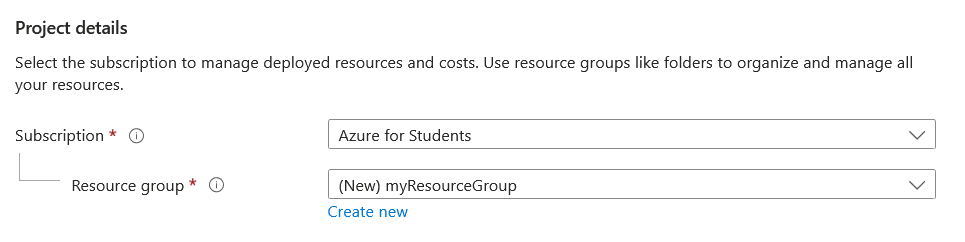 Project details
Select the subscription to manage deployed resources and costs. Use resource groups like folders to organize and manage all
your resources.
Subscription *
Azure for Students
Resource group *
(New) myResourceGroup
Create new